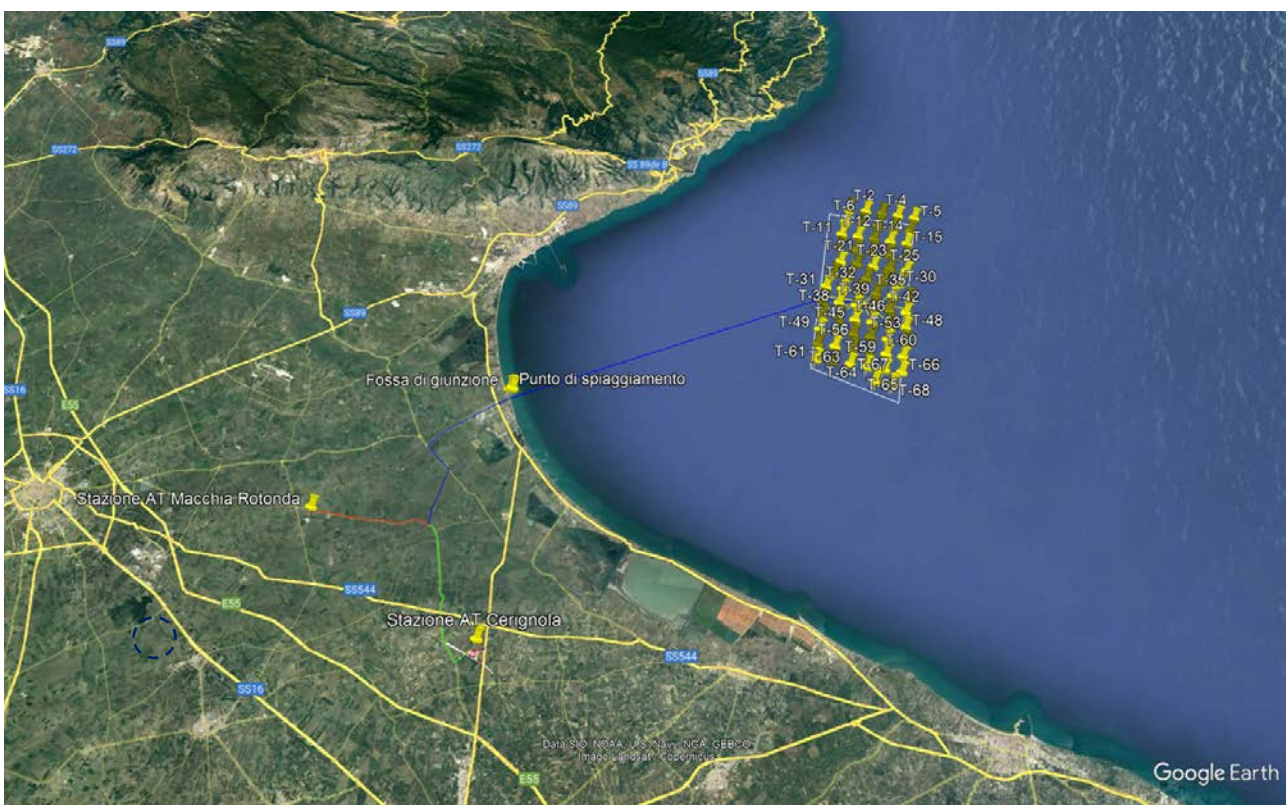 SS89
SS89
SS272
SS272
SS 89dir B
SS89
T-2
T-4
T-6
T-5
T-11
T-12
T-14
T-15
T-21
T-23
T-25
T-31
T-32
T-35
T-30
T-38
T-39
T-42
T-45
T-46
T-49
T-53
T-48
T-56
T-59
T-60
T-61
T-63
T-64
T-67
T-66
T-65
T-68
SS89
Fossa di giunzione
Punto di spiaggiamento
SS16
E55
Stazione AT Macchia Rotonda
SS544
E55
Stazione AT Cerignola
SS544
SS16
Data SIO, NOAA, U.S. Navy, NGA, GEBCO
Image Landsat / Copernicus
E55
Google Earth